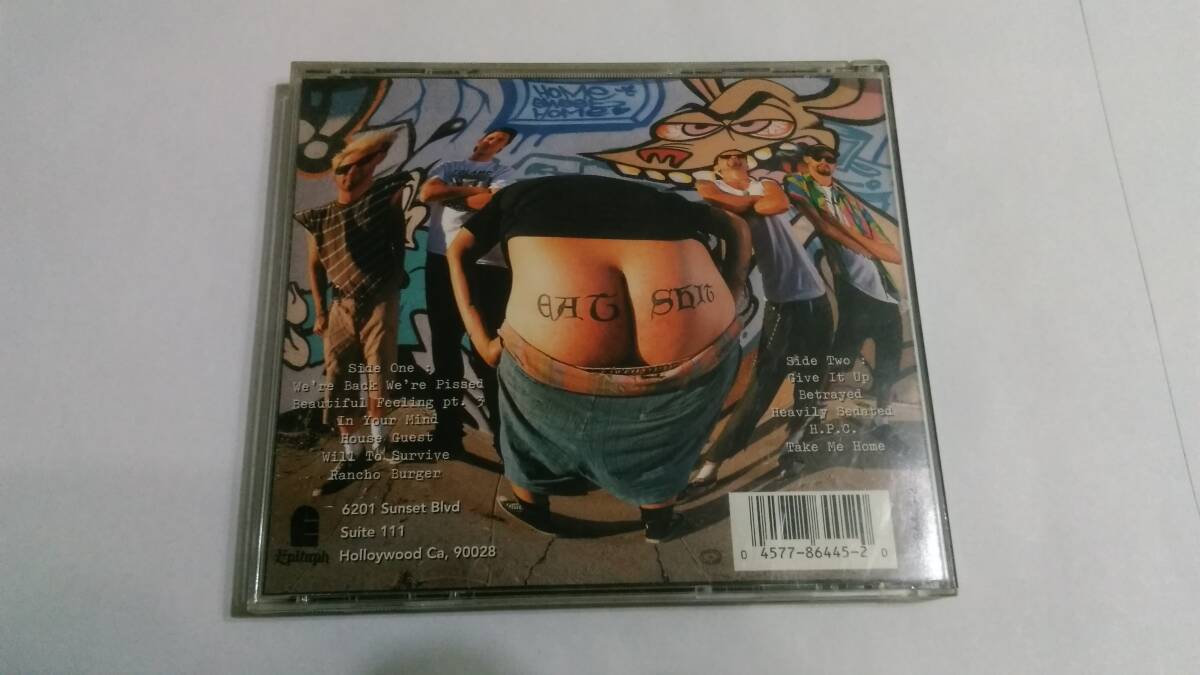 HOME
SWEET
HOME
EAT SHIT
Side One :
We're Back We're Pissed
Beautiful Feeling pt. 3
In Your Mind
House Guest
Will To Survive
Rancho Burger
Side Two :
Give It Up
Betrayed
Heavily Sedated
H.P.C.
Take Me Home
Epitaph
6201 Sunset Blvd
Suite 111
Holloywood Ca, 90028
0 4577-86445-2 0